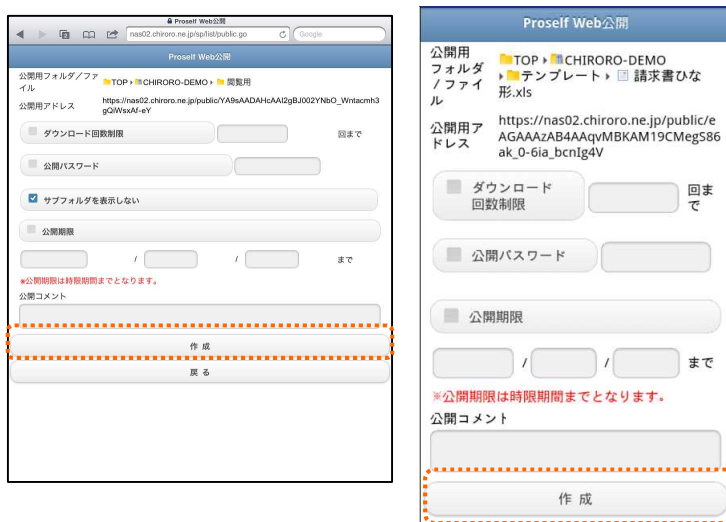 Proself Web公開
nas02.chiroro.ne.jp/sp/list/public.go
Google
Proself Web公開
公開用フォルダ／ファイル
TOP CHIRORO-DEMO 閲覧用
公開用アドレス
https://nas02.chiroro.ne.jp/public/YA9sAADAHcAAI2gBJ002YNbO_Wntacmh3
gQiWsxAf-eY
ダウンロード回数制限
回まで
公開パスワード
サブフォルダを表示しない
公開期限
/ / まで
※公開期限は時限期間までとなります。
公開コメント
作 成
戻 る
Proself Web公開
公開用
フォルダ
／ファイ
ル
TOP CHIRORO-DEMO
テンプレート 請求書ひな
形.xls
公開用ア
ドレス
https://nas02.chiroro.ne.jp/public/e
AGAAAzAB4AAqvMBKAM19CMegS86
ak_0-6ia_bcnIg4V
ダウンロード
回数制限
回ま
で
公開パスワード
公開期限
/ / まで
※公開期限は時限期間までとなります。
公開コメント
作 成